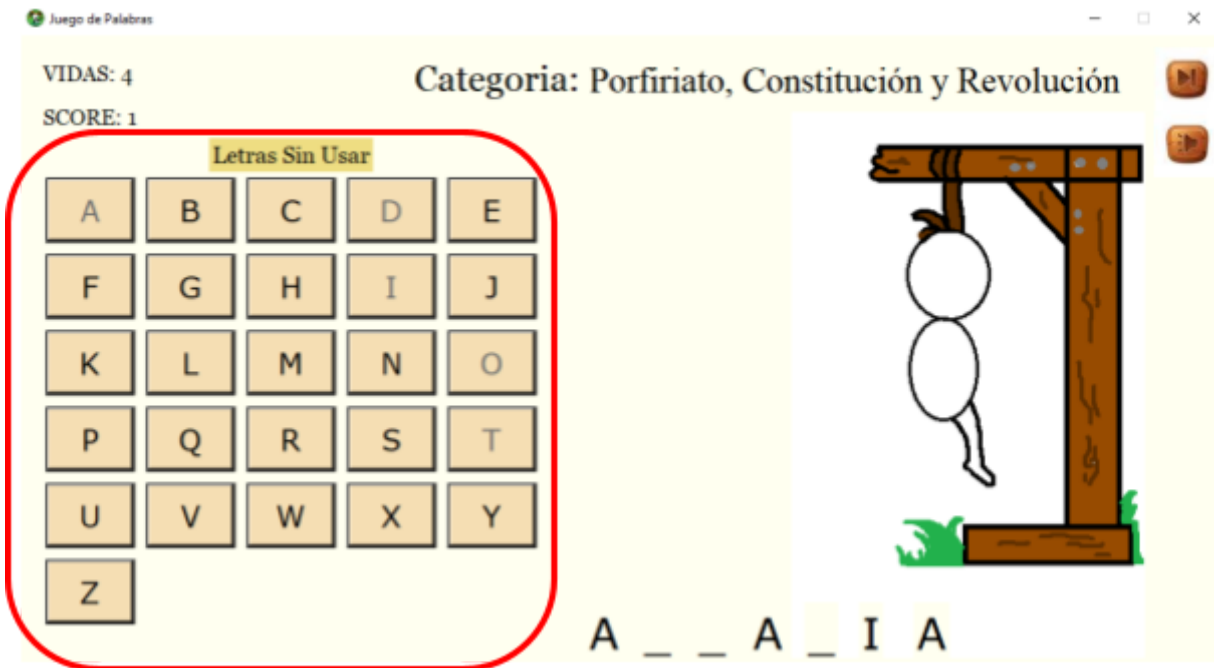 Juego de Palabras
VIDAS: 4
Categoria: Porfiriato, Constitución y Revolución
SCORE: 1
Letras Sin Usar
A B C D E
F G H I J
K L M N O
P Q R S T
U V W X Y
Z
A _ _ A _ I A